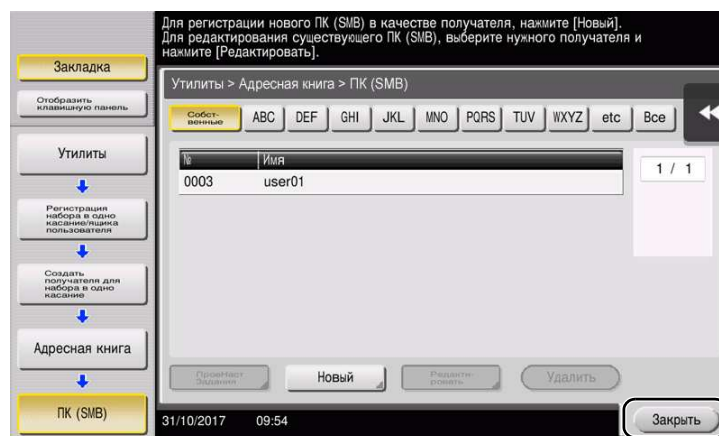 Для регистрации нового ПК (SMB) в качестве получателя, нажмите [Новый].
Для редактирования существующего ПК (SMB), выберите нужного получателя и
нажмите [Редактировать].
Закладка
Отобразить
клавишную панель
Утилиты
Регистрация
набора в одно
касание/ящика
пользователя
Создать
получателя для
набора в одно
касание
Адресная книга
ПК (SMB)
Утилиты > Адресная книга > ПК (SMB)
Собст-
венные
ABC DEF GHI JKL MNO PQRS TUV WXYZ etc Все
№ Имя
0003 user01
1 / 1
ПровНаст
Задания
Новый
Редакти-
ровать
Удалить
31/10/2017 09:54
Закрыть